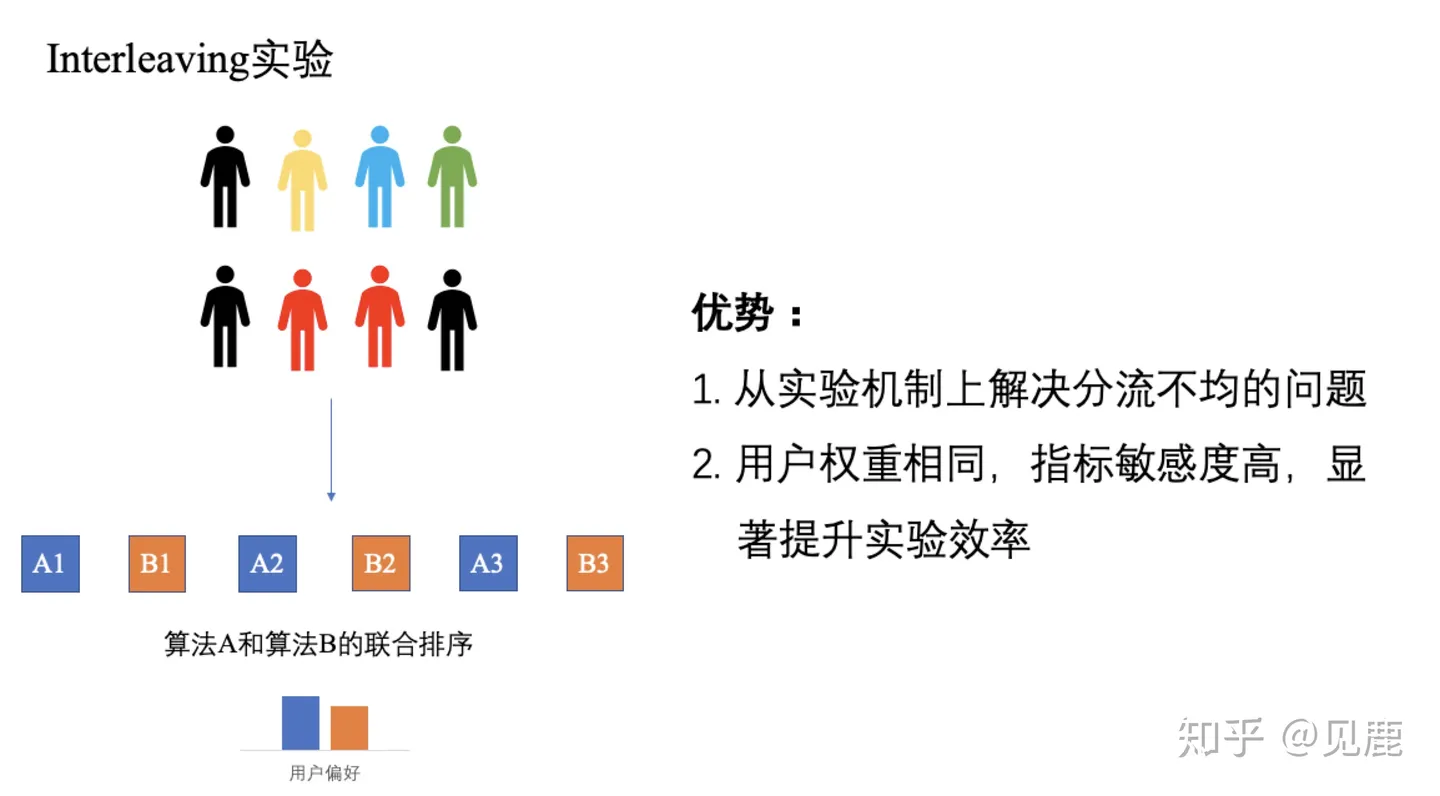 Interleaving实验
优势：
1. 从实验机制上解决分流不均的问题
2. 用户权重相同，指标敏感度高，显
著提升实验效率
A1 B1 A2 B2 A3 B3
算法A和算法B的联合排序
用户偏好
知乎 @见鹿